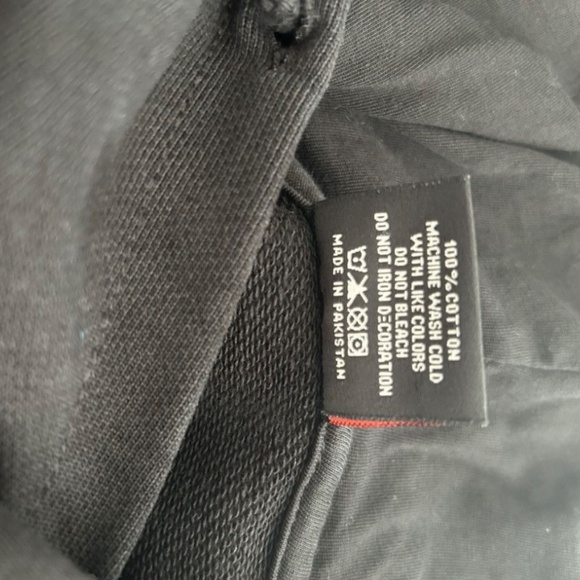 100% COTTON
MACHINE WASH COLD
WITH LIKE COLORS
DO NOT BLEACH
DO NOT IRON DECORATION
MADE IN PAKISTAN